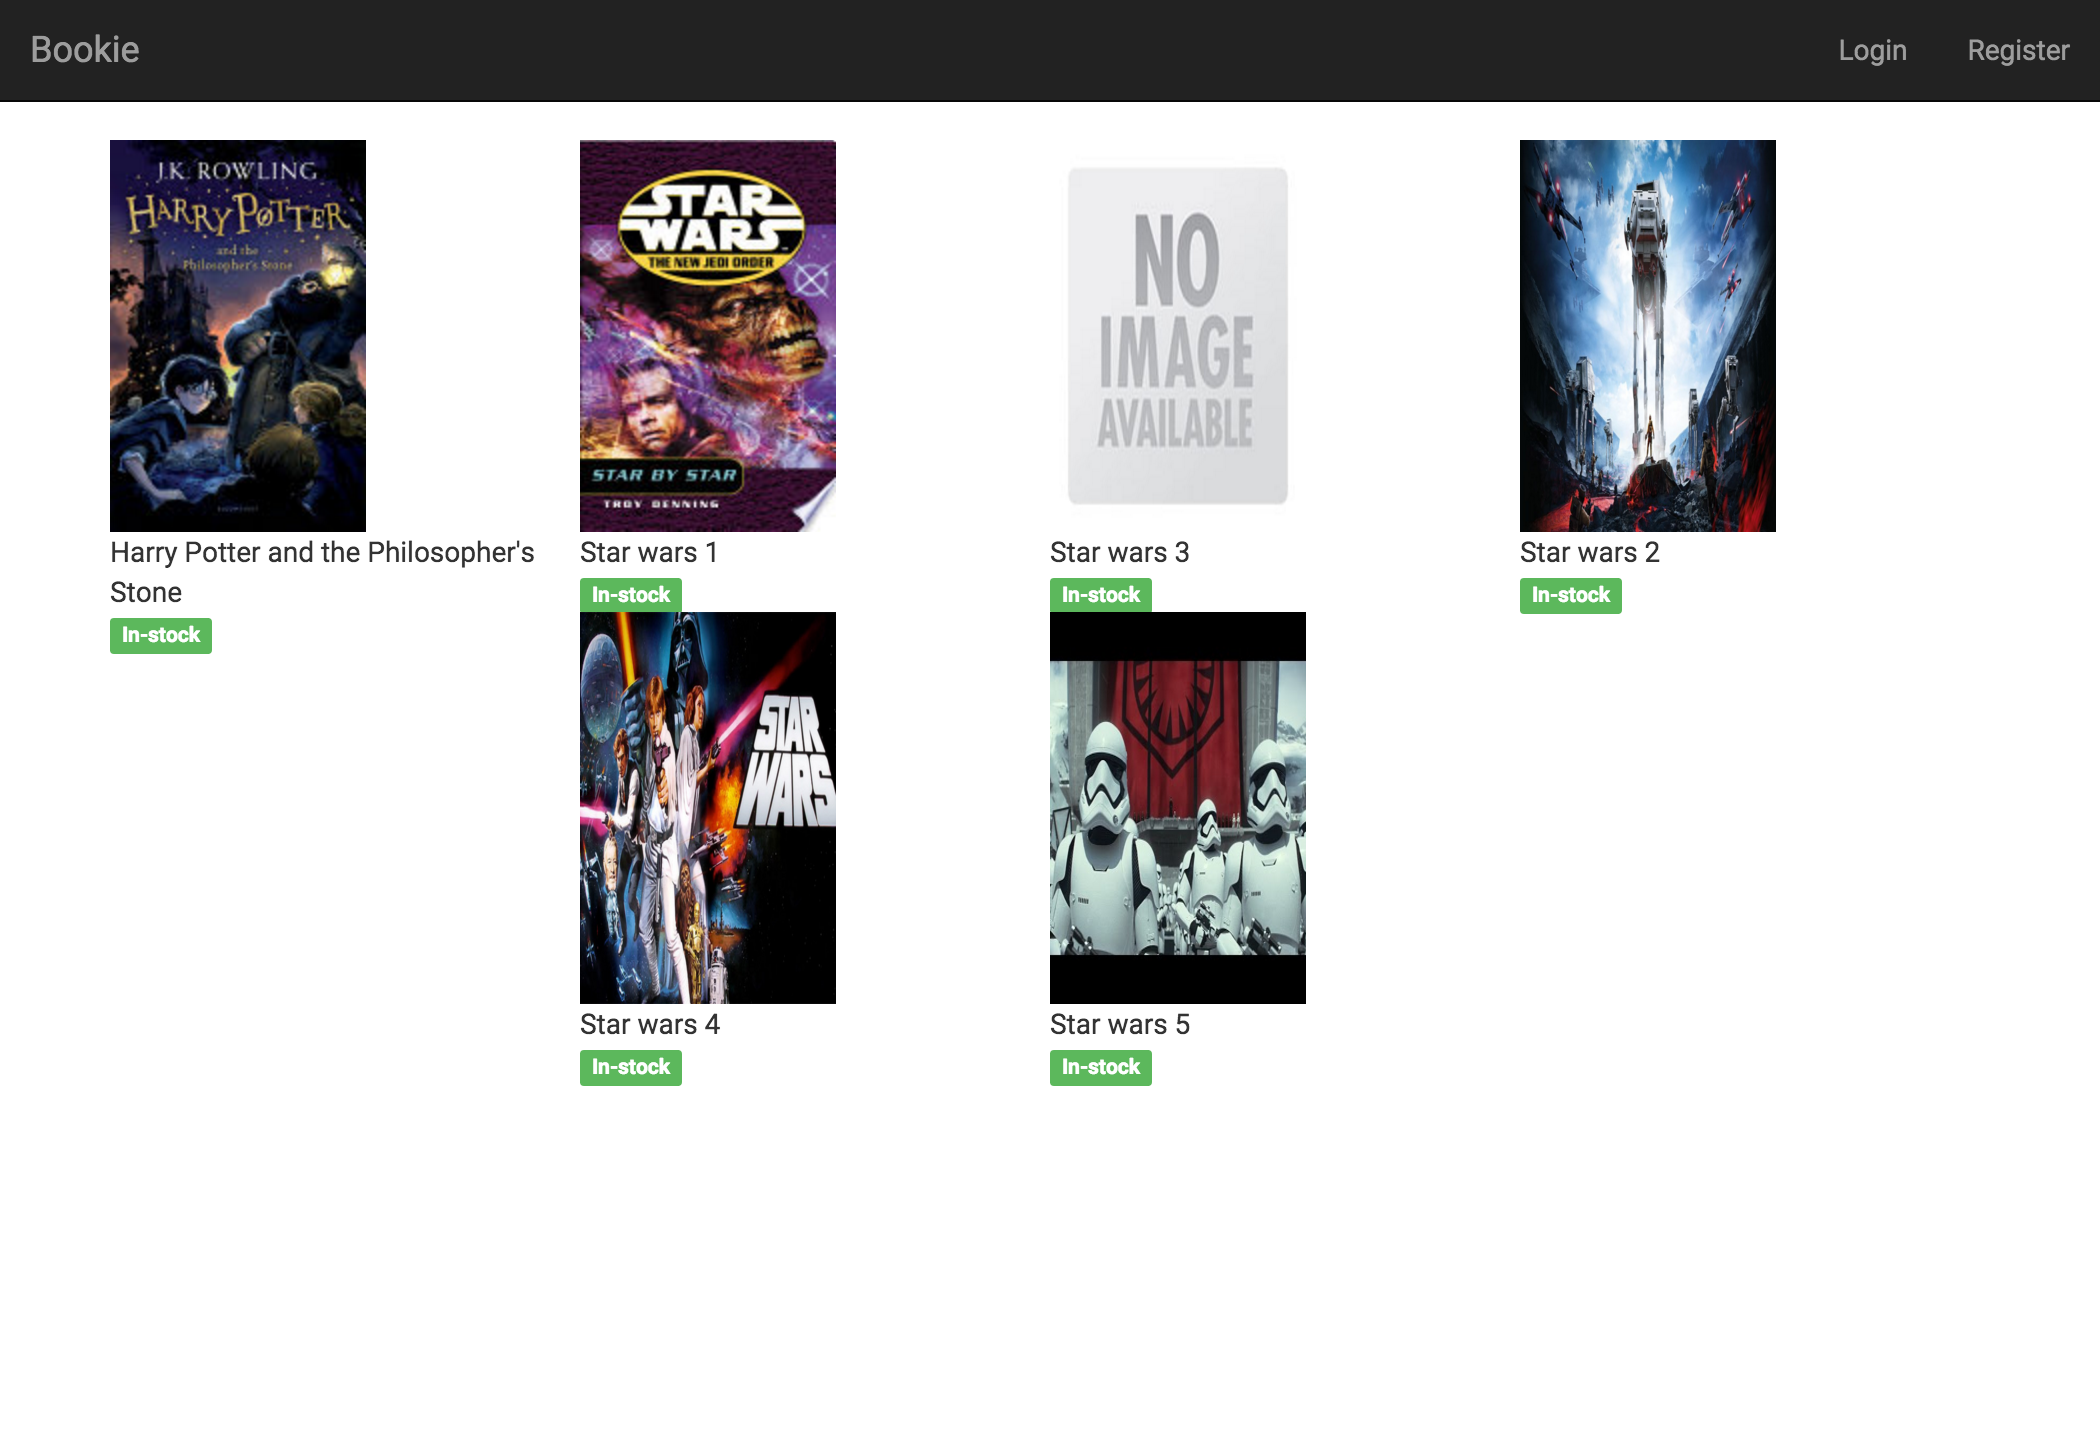 Bookie
Login
Register
J.K. ROWLING
HARRY POTTER
and the
Philosopher's Stone
STAR
WARS
THE NEW JEDI ORDER
STAR BY STAR
TROY DENNING
NO
IMAGE
AVAILABLE
Harry Potter and the Philosopher's
Stone
In-stock
Star wars 1
In-stock
Star wars 3
In-stock
Star wars 2
In-stock
STAR
WARS
Star wars 4
In-stock
Star wars 5
In-stock